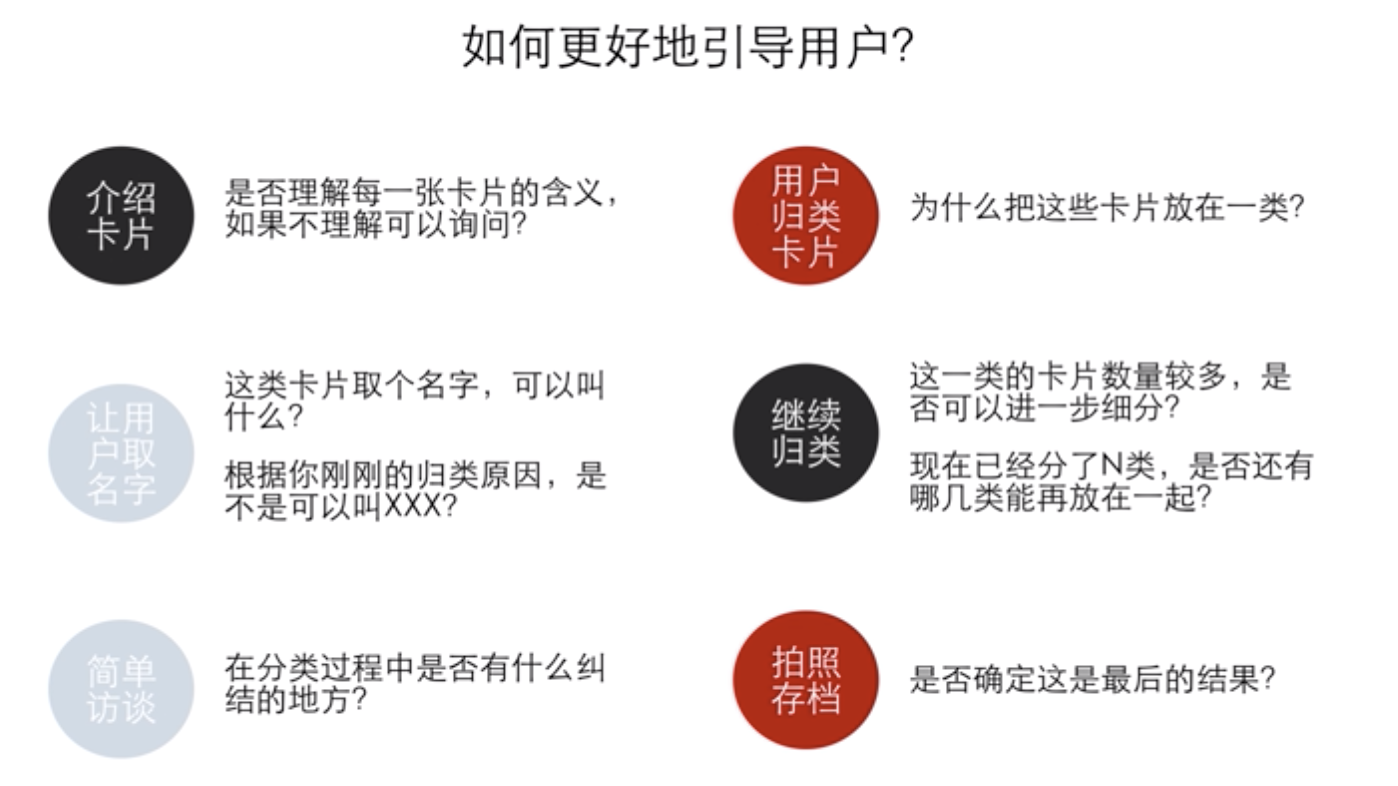 如何更好地引导用户？
介绍
卡片
是否理解每一张卡片的含义，
如果不理解可以询问？
用户
归类
卡片
为什么把这些卡片放在一类？
让用
户取
名字
这类卡片取个名字，可以叫
什么？
根据你刚刚的归类原因，是
不是可以叫XXX？
继续
归类
这一类的卡片数量较多，是
否可以进一步细分？
现在已经分了N类，是否还有
哪几类能再放在一起？
简单
访谈
在分类过程中是否有什么纠
结的地方？
拍照
存档
是否确定这是最后的结果？